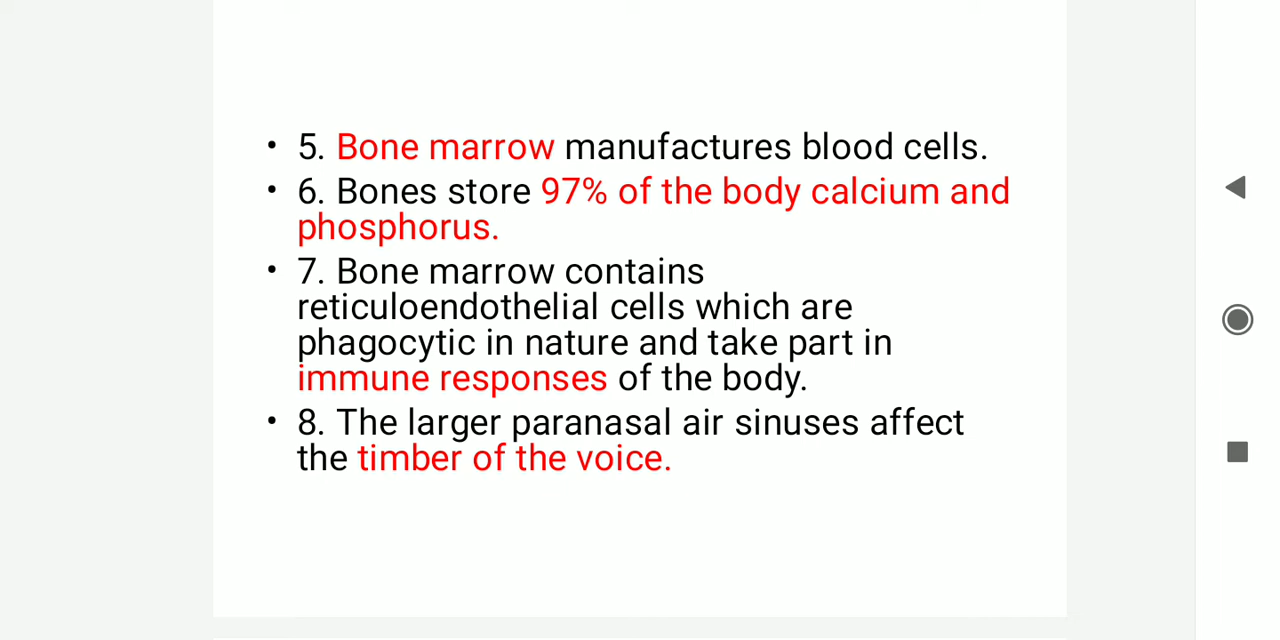 • 5. Bone marrow manufactures blood cells.
• 6. Bones store 97% of the body calcium and
phosphorus.
• 7. Bone marrow contains
reticuloendothelial cells which are
phagocytic in nature and take part in
immune responses of the body.
• 8. The larger paranasal air sinuses affect
the timber of the voice.